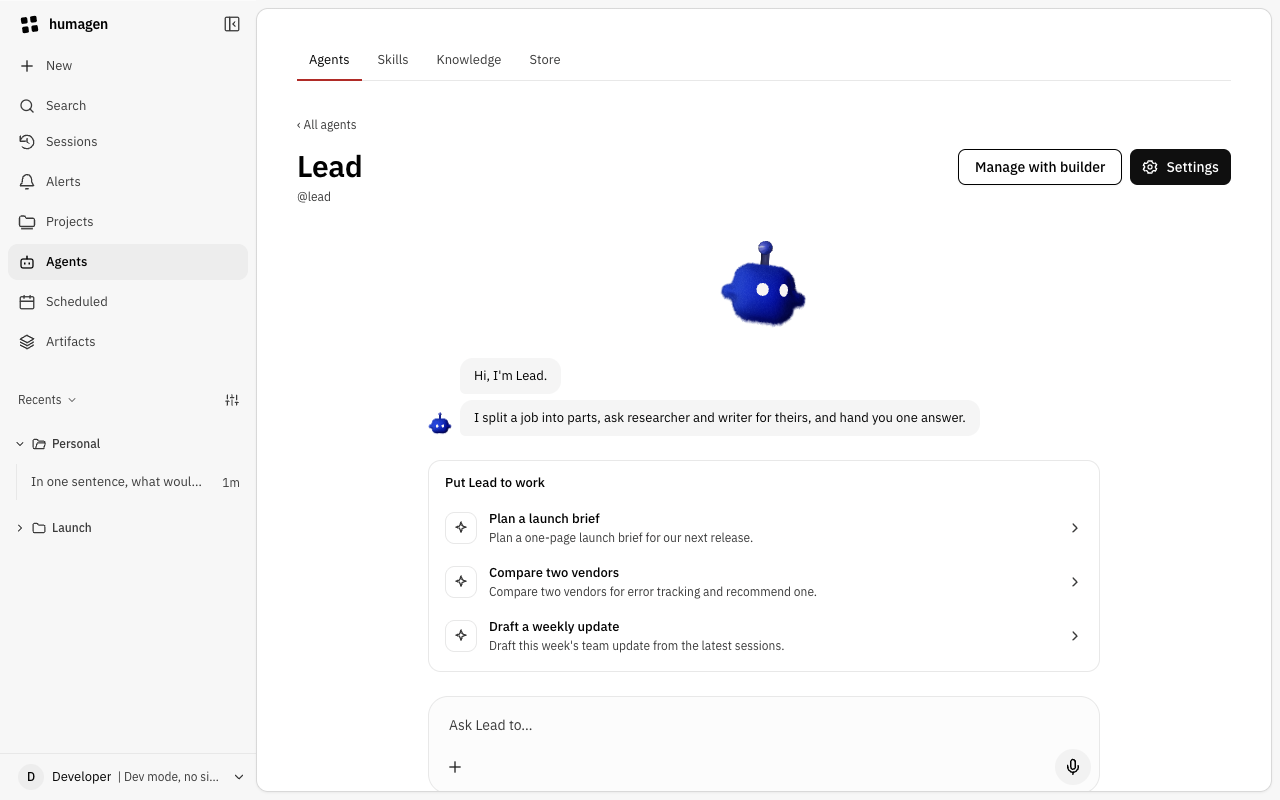 humagen
New
Search
Sessions
Alerts
Projects
Agents
Scheduled
Artifacts
Recents
Personal
In one sentence, what woul... 1m
Launch
D Developer | Dev mode, no si...
Agents Skills Knowledge Store
‹ All agents
Lead
@lead
Manage with builder
Settings
Hi, I'm Lead.
I split a job into parts, ask researcher and writer for theirs, and hand you one answer.
Put Lead to work
Plan a launch brief
Plan a one-page launch brief for our next release.
Compare two vendors
Compare two vendors for error tracking and recommend one.
Draft a weekly update
Draft this week's team update from the latest sessions.
Ask Lead to...